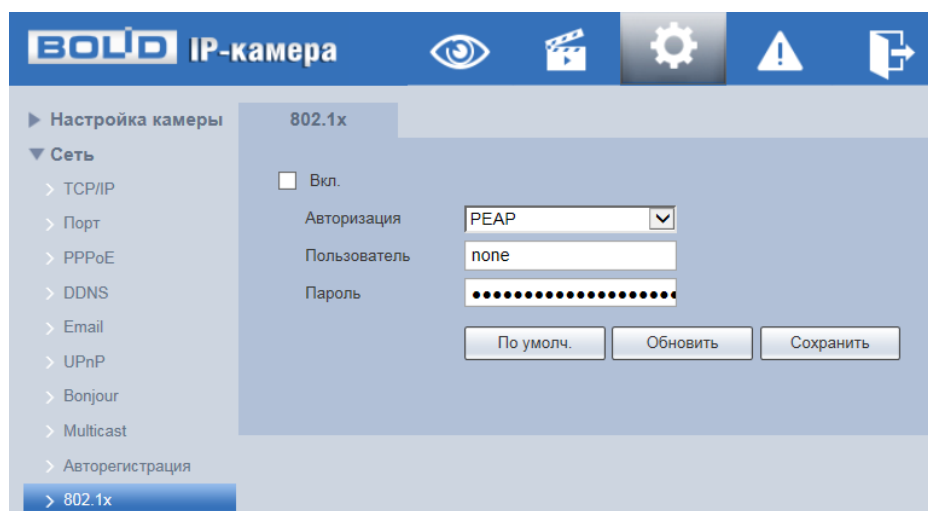 BOLID IP-камера
Настройка камеры
Сеть
TCP/IP
Порт
PPPoE
DDNS
Email
UPnP
Bonjour
Multicast
Авторегистрация
802.1x
802.1x
Вкл.
Авторизация
PEAP
Пользователь
none
Пароль
●●●●●●●●●●●●●●●●●●●●
По умолч.
Обновить
Сохранить